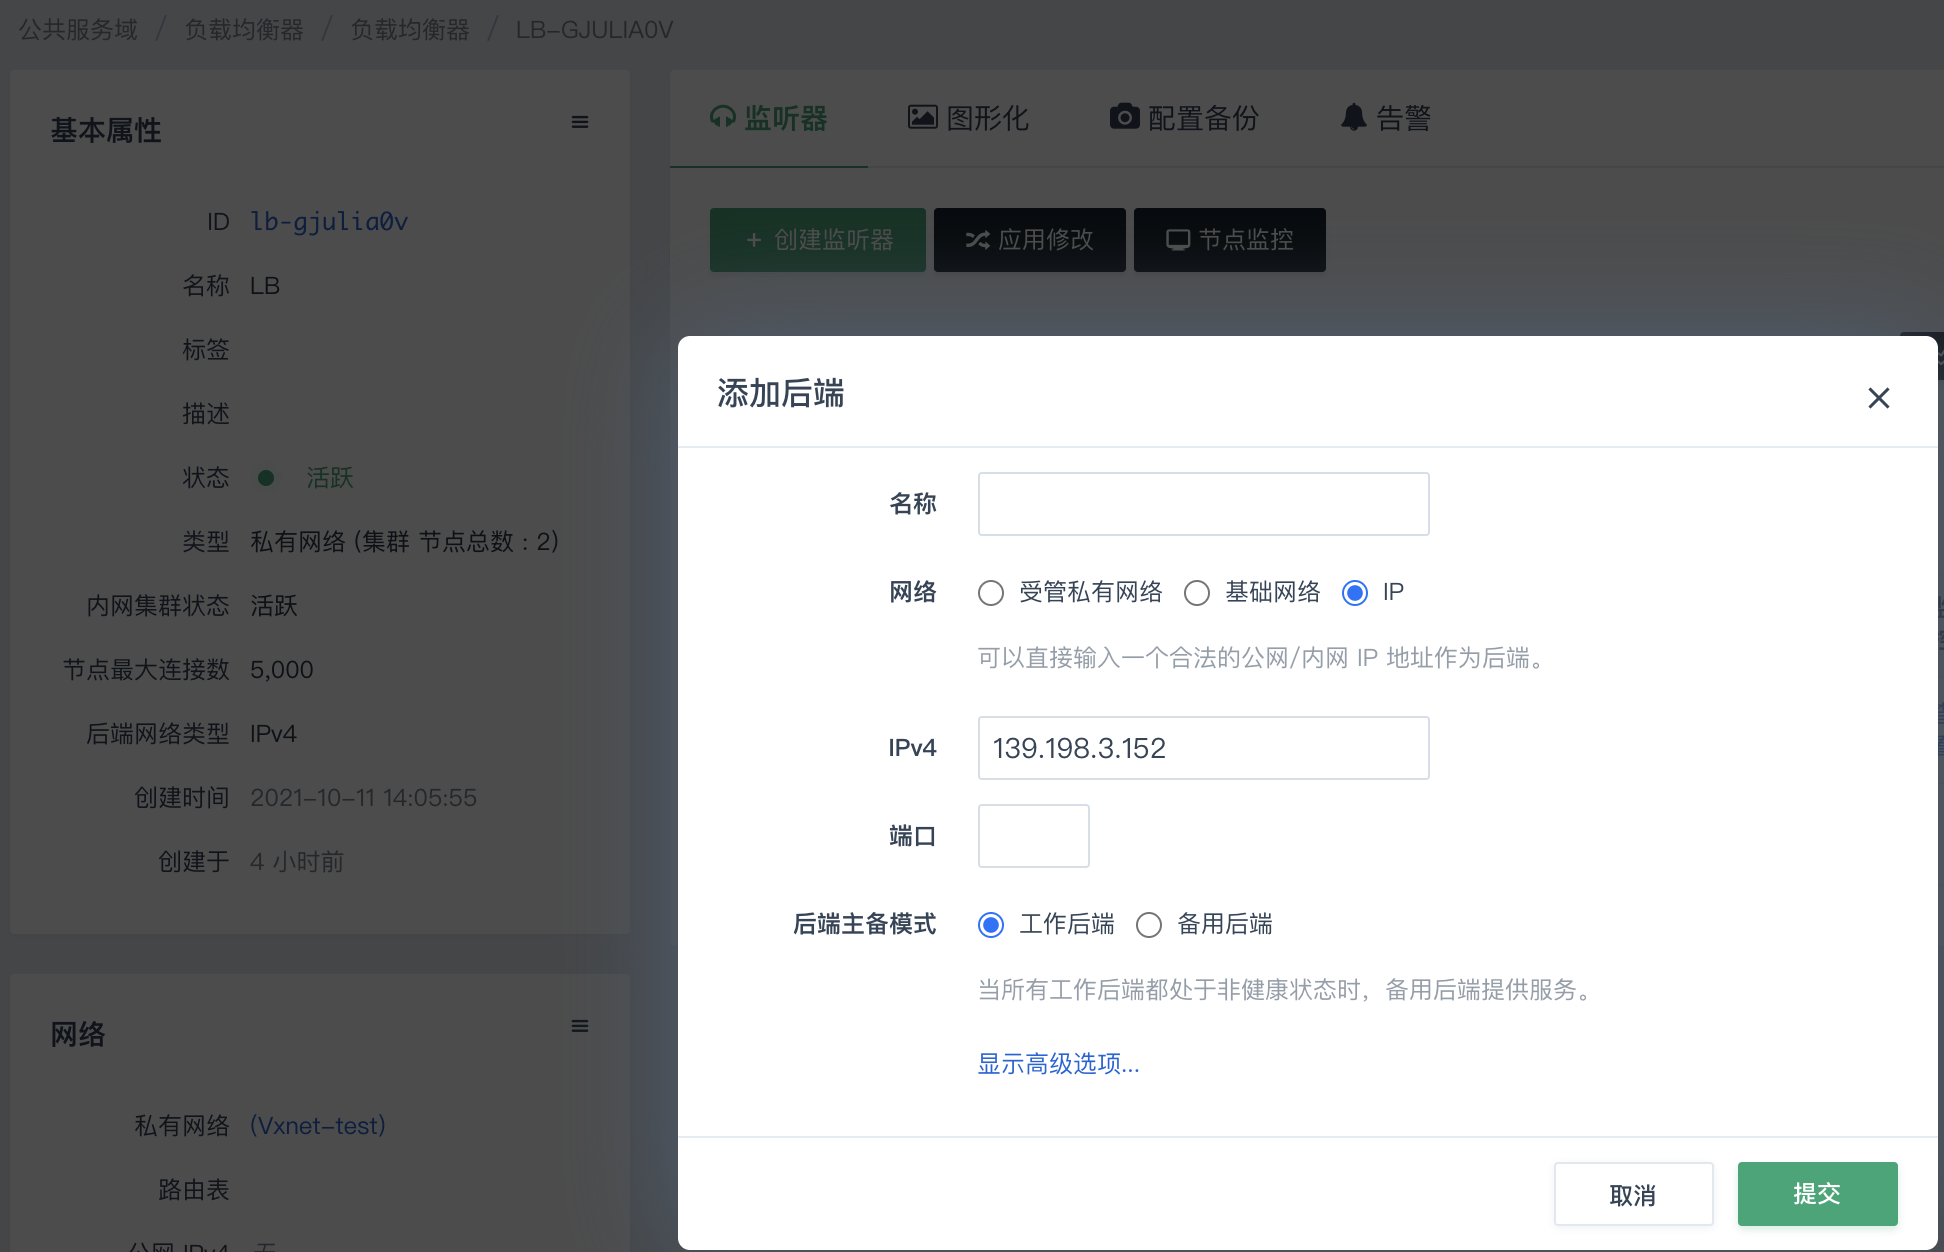 公共服务域 / 负载均衡器 / 负载均衡器 / LB-GJULIA0V
基本属性
ID lb-gjulia0v
名称 LB
标签
描述
状态 活跃
类型 私有网络 (集群 节点总数：2)
内网集群状态 活跃
节点最大连接数 5,000
后端网络类型 IPv4
创建时间 2021-10-11 14:05:55
创建于 4 小时前
网络
私有网络 (Vxnet-test)
路由表
公网 IPv4 无
监听器 图形化 配置备份 告警
+ 创建监听器 应用修改 节点监控
添加后端
名称
网络 受管私有网络 基础网络 IP
可以直接输入一个合法的公网/内网 IP 地址作为后端。
IPv4 139.198.3.152
端口
后端主备模式 工作后端 备用后端
当所有工作后端都处于非健康状态时，备用后端提供服务。
显示高级选项...
取消 提交